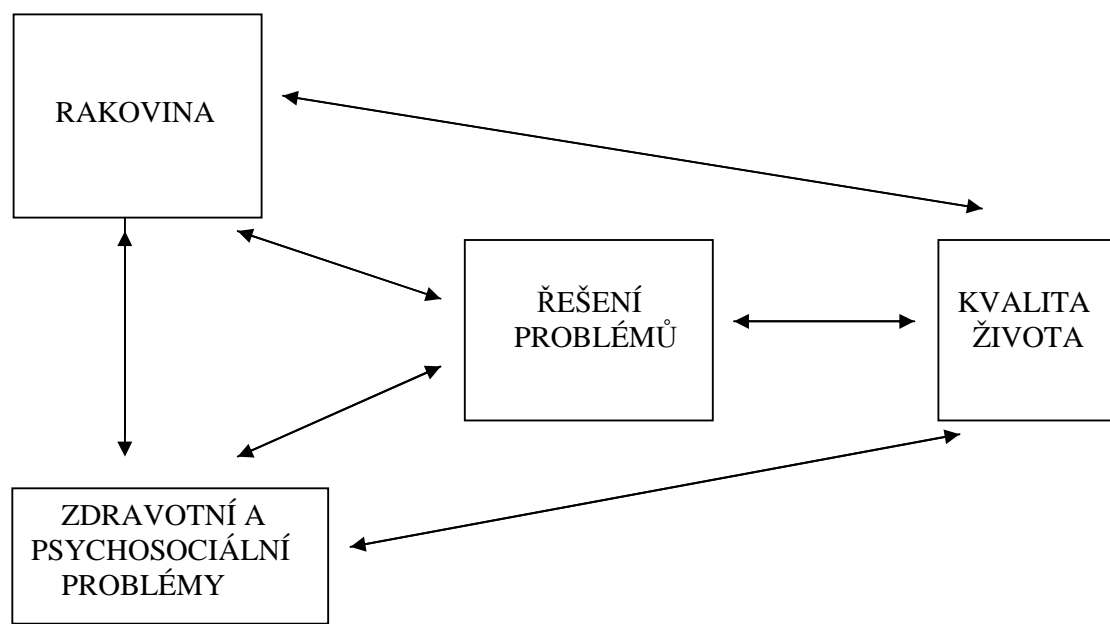 RAKOVINA
ŘEŠENÍ
PROBLÉMŮ
KVALITA
ŽIVOTA
ZDRAVOTNÍ A
PSYCHOSOCIÁLNÍ
PROBLÉMY